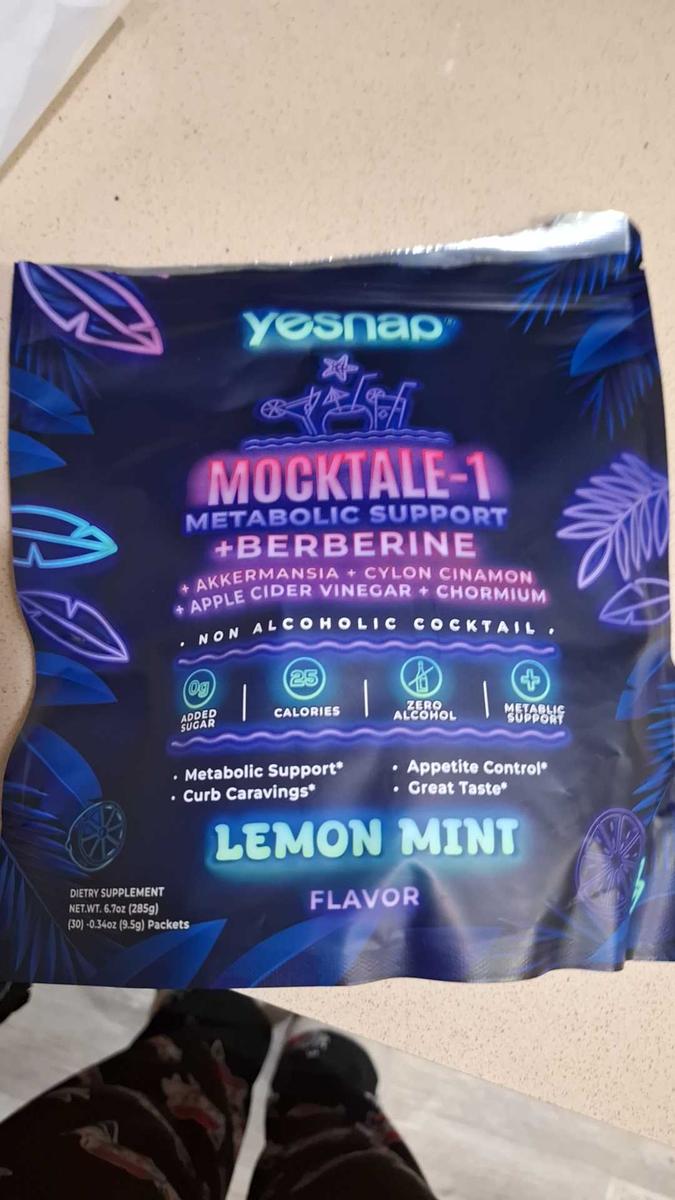 yesnap™
MOCKTALE-1
METABOLIC SUPPORT
+BERBERINE
+ AKKERMANSIA + CYLON CINAMON
+ APPLE CIDER VINEGAR + CHORMIUM
• NON ALCOHOLIC COCKTAIL •
0g
ADDED
SUGAR
25
CALORIES
ZERO
ALCOHOL
+
METABLIC
SUPPORT
• Metabolic Support*
• Curb Caravings*
• Appetite Control*
• Great Taste*
LEMON MINT
FLAVOR
DIETRY SUPPLEMENT
NET.WT. 6.7oz (285g)
(30) -0.34oz (9.5g) Packets